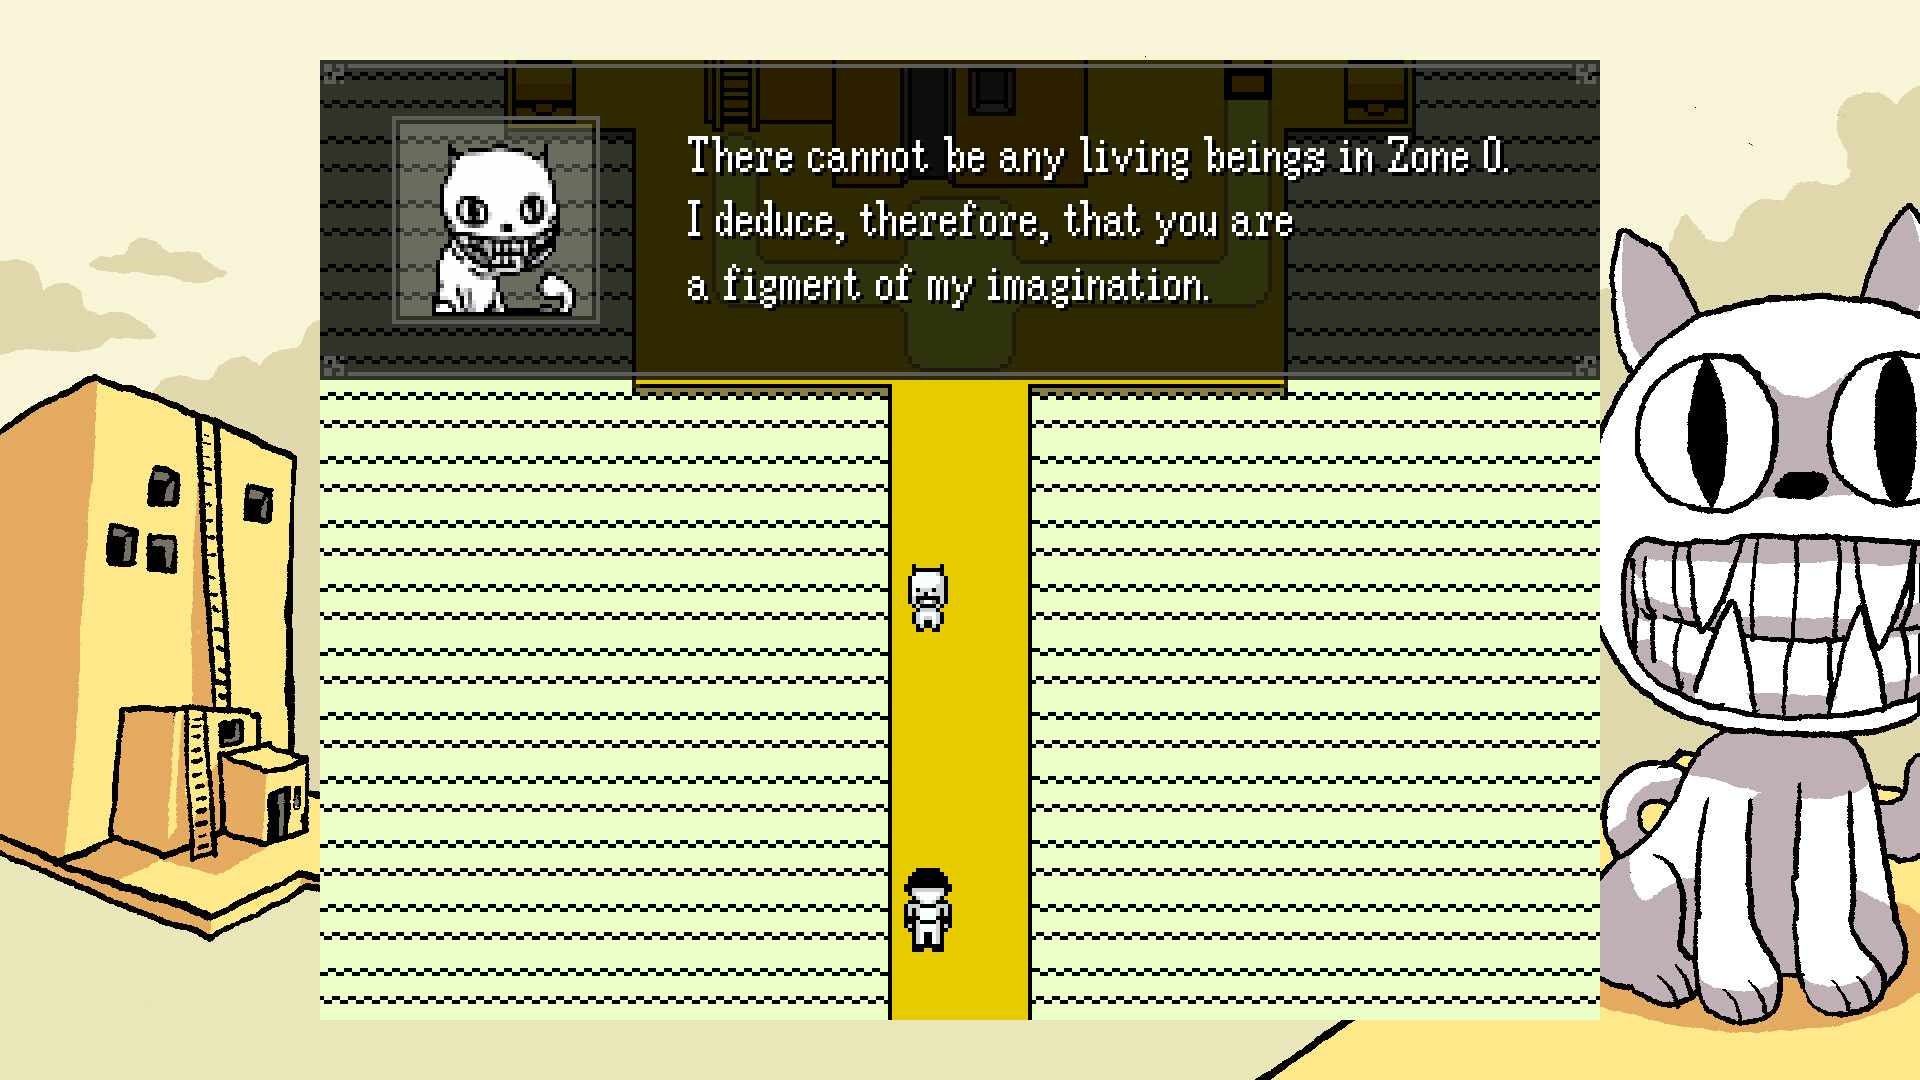 There cannot be any living beings in Zone 0.
I deduce, therefore, that you are
a figment of my imagination.